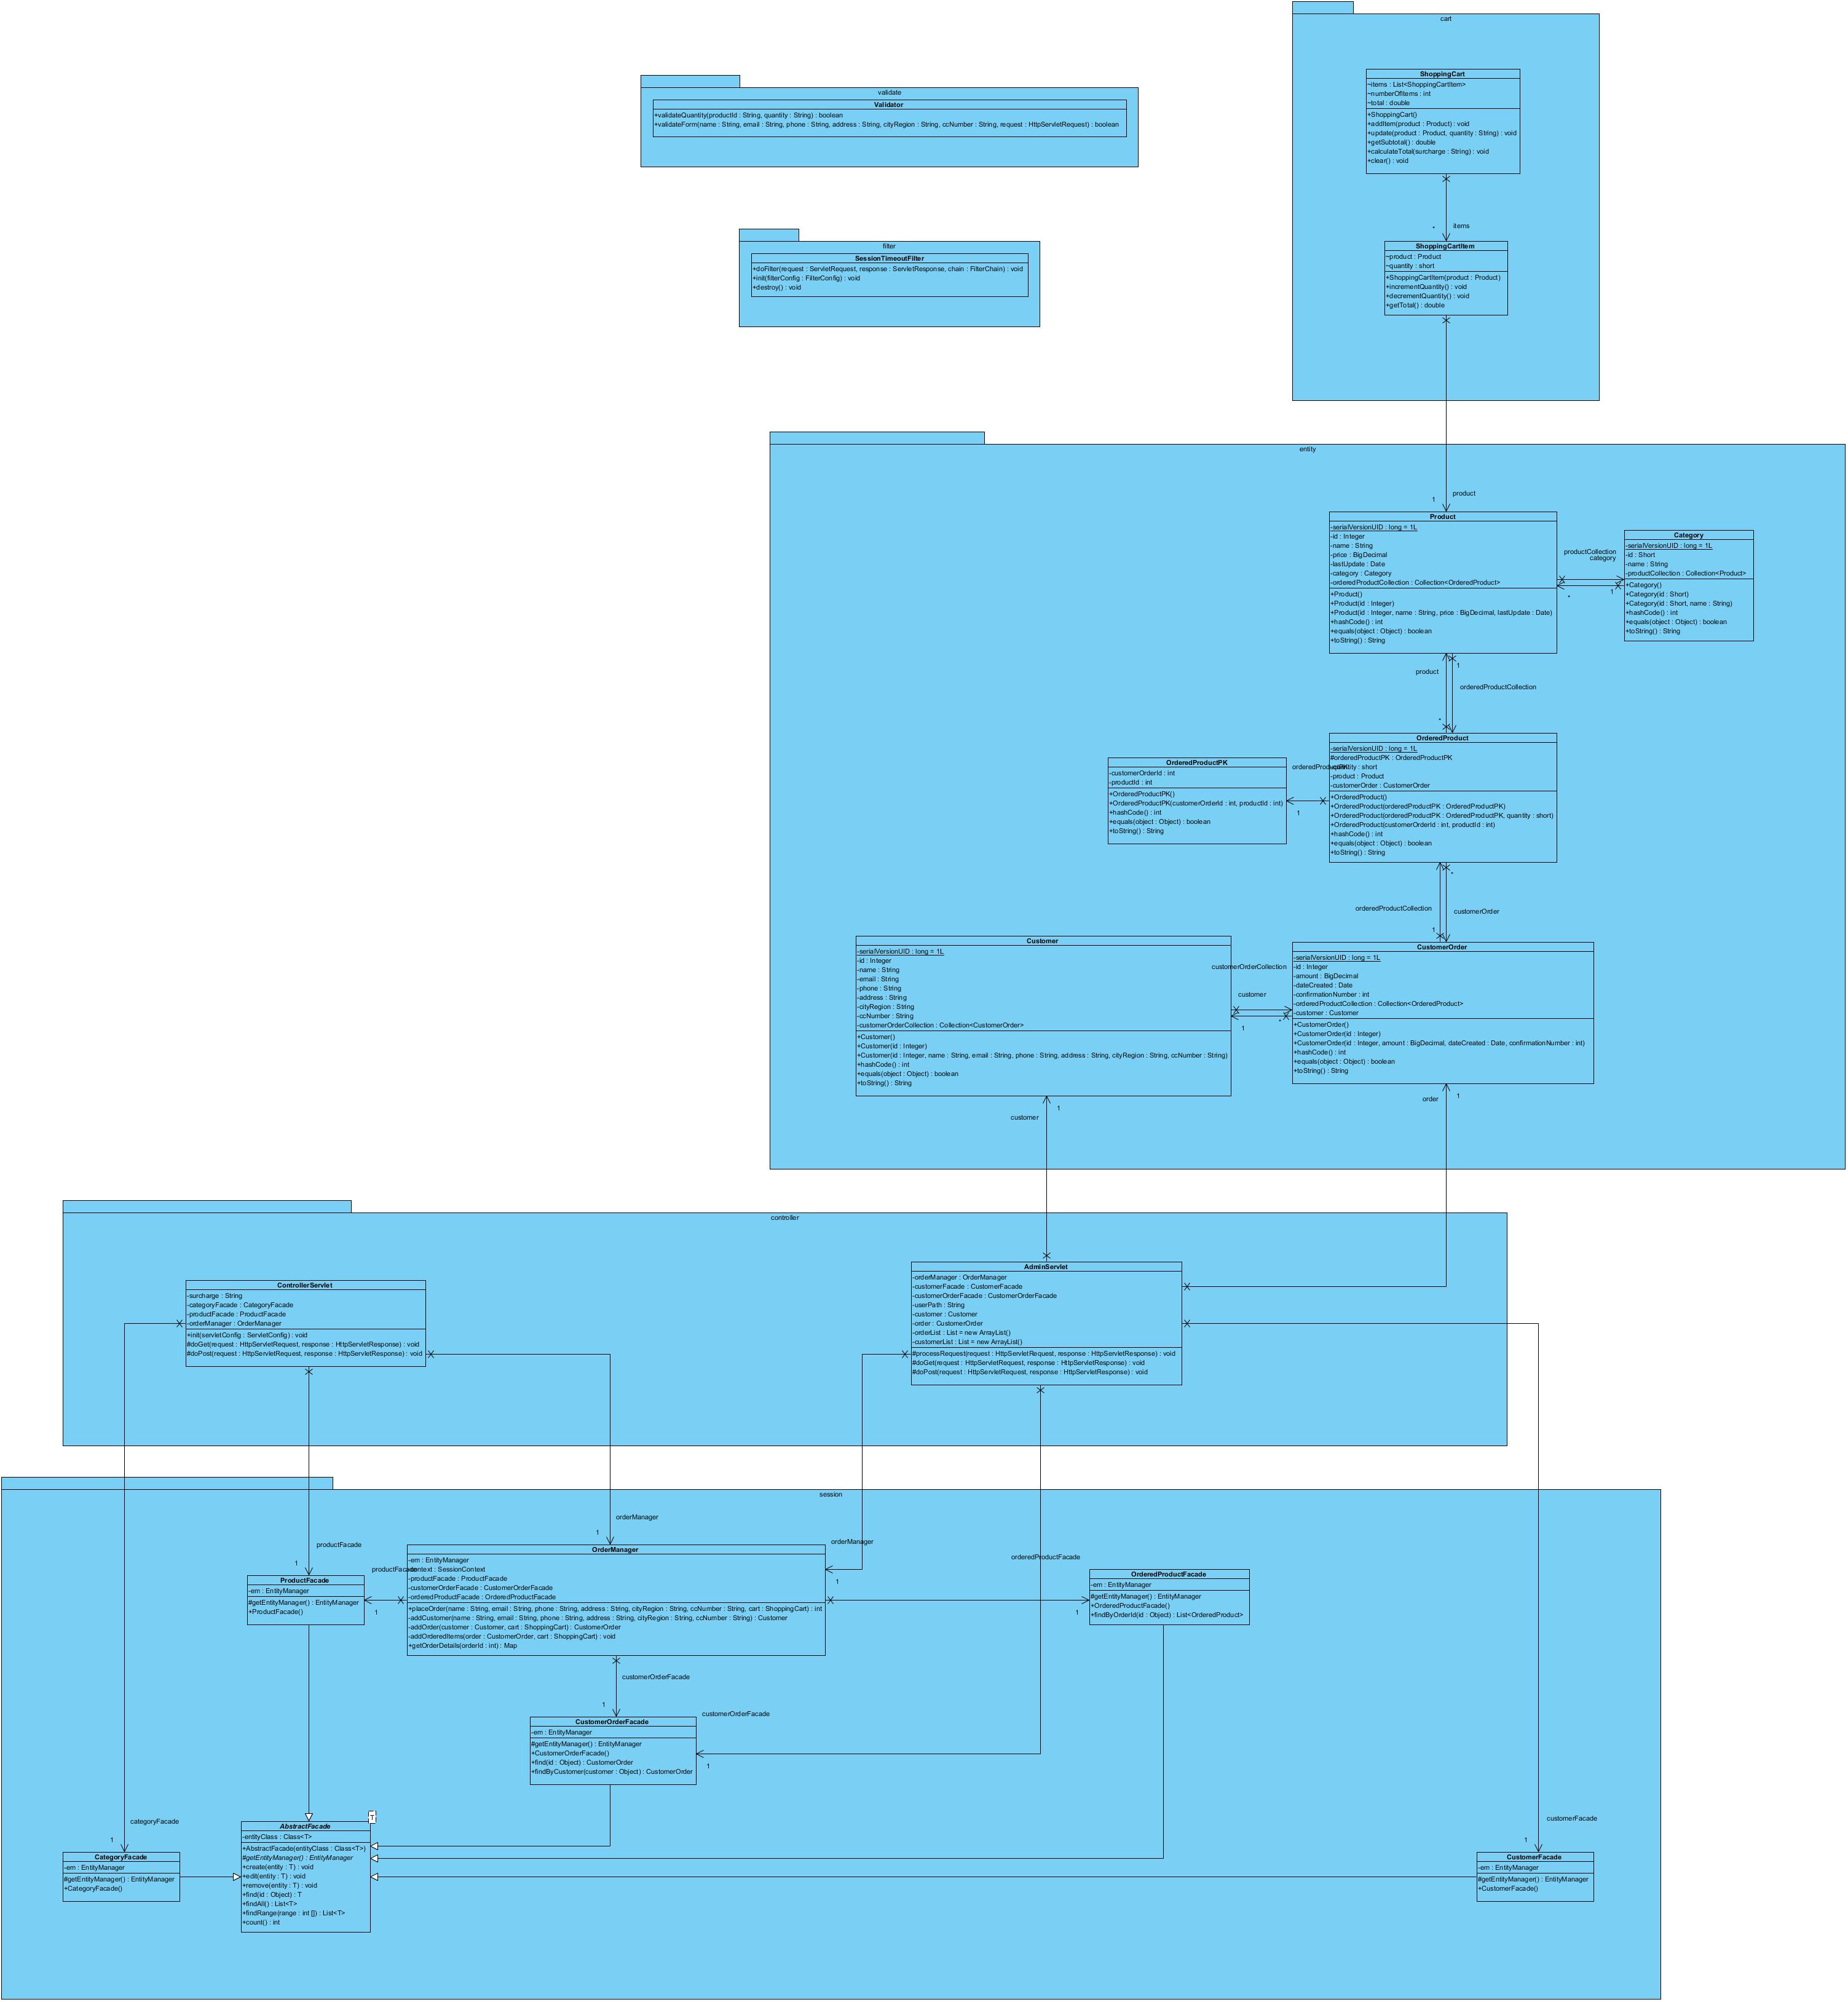 cart
ShoppingCart
~items : List<ShoppingCartItem>
~numberOfItems : int
~total : double
+ShoppingCart()
+addItem(product : Product) : void
+update(product : Product, quantity : String) : void
+getSubtotal() : double
+calculateTotal(surcharge : String) : void
+clear() : void
* items
ShoppingCartItem
~product : Product
~quantity : short
+ShoppingCartItem(product : Product)
+incrementQuantity() : void
+decrementQuantity() : void
+getTotal() : double
validate
Validator
+validateQuantity(productId : String, quantity : String) : boolean
+validateForm(name : String, email : String, phone : String, address : String, cityRegion : String, ccNumber : String, request : HttpServletRequest) : boolean
filter
SessionTimeoutFilter
+doFilter(request : ServletRequest, response : ServletResponse, chain : FilterChain) : void
+init(filterConfig : FilterConfig) : void
+destroy() : void
entity
1 product
Product
-serialVersionUID : long = 1L
-id : Integer
-name : String
-price : BigDecimal
-lastUpdate : Date
-category : Category
-orderedProductCollection : Collection<OrderedProduct>
+Product()
+Product(id : Integer)
+Product(id : Integer, name : String, price : BigDecimal, lastUpdate : Date)
+hashCode() : int
+equals(object : Object) : boolean
+toString() : String
productCollection
category
* 1
Category
-serialVersionUID : long = 1L
-id : Short
-name : String
-productCollection : Collection<Product>
+Category()
+Category(id : Short)
+Category(id : Short, name : String)
+hashCode() : int
+equals(object : Object) : boolean
+toString() : String
1
product
orderedProductCollection
*
OrderedProduct
-serialVersionUID : long = 1L
#orderedProductPK : OrderedProductPK
-quantity : short
-product : Product
-customerOrder : CustomerOrder
+OrderedProduct()
+OrderedProduct(orderedProductPK : OrderedProductPK)
+OrderedProduct(orderedProductPK : OrderedProductPK, quantity : short)
+OrderedProduct(customerOrderId : int, productId : int)
+hashCode() : int
+equals(object : Object) : boolean
+toString() : String
orderedProductPK
1
OrderedProductPK
-customerOrderId : int
-productId : int
+OrderedProductPK()
+OrderedProductPK(customerOrderId : int, productId : int)
+hashCode() : int
+equals(object : Object) : boolean
+toString() : String
*
orderedProductCollection
customerOrder
1
Customer
-serialVersionUID : long = 1L
-id : Integer
-name : String
-email : String
-phone : String
-address : String
-cityRegion : String
-ccNumber : String
-customerOrderCollection : Collection<CustomerOrder>
+Customer()
+Customer(id : Integer)
+Customer(id : Integer, name : String, email : String, phone : String, address : String, cityRegion : String, ccNumber : String)
+hashCode() : int
+equals(object : Object) : boolean
+toString() : String
customerOrderCollection
customer
1 *
CustomerOrder
-serialVersionUID : long = 1L
-id : Integer
-amount : BigDecimal
-dateCreated : Date
-confirmationNumber : int
-orderedProductCollection : Collection<OrderedProduct>
-customer : Customer
+CustomerOrder()
+CustomerOrder(id : Integer)
+CustomerOrder(id : Integer, amount : BigDecimal, dateCreated : Date, confirmationNumber : int)
+hashCode() : int
+equals(object : Object) : boolean
+toString() : String
customer 1
order 1
controller
ControllerServlet
-surcharge : String
-categoryFacade : CategoryFacade
-productFacade : ProductFacade
-orderManager : OrderManager
+init(servletConfig : ServletConfig) : void
#doGet(request : HttpServletRequest, response : HttpServletResponse) : void
#doPost(request : HttpServletRequest, response : HttpServletResponse) : void
AdminServlet
-orderManager : OrderManager
-customerFacade : CustomerFacade
-customerOrderFacade : CustomerOrderFacade
-userPath : String
-customer : Customer
-order : CustomerOrder
-orderList : List = new ArrayList()
-customerList : List = new ArrayList()
#processRequest(request : HttpServletRequest, response : HttpServletResponse) : void
#doGet(request : HttpServletRequest, response : HttpServletResponse) : void
#doPost(request : HttpServletRequest, response : HttpServletResponse) : void
session
1 orderManager
1 productFacade
orderManager
1
ProductFacade
-em : EntityManager
#getEntityManager() : EntityManager
+ProductFacade()
productFacade
1
OrderManager
-em : EntityManager
-context : SessionContext
-productFacade : ProductFacade
-customerOrderFacade : CustomerOrderFacade
-orderedProductFacade : OrderedProductFacade
+placeOrder(name : String, email : String, phone : String, address : String, cityRegion : String, ccNumber : String, cart : ShoppingCart) : int
-addCustomer(name : String, email : String, phone : String, address : String, cityRegion : String, ccNumber : String) : Customer
-addOrder(customer : Customer, cart : ShoppingCart) : CustomerOrder
-addOrderedItems(order : CustomerOrder, cart : ShoppingCart) : void
+getOrderDetails(orderId : int) : Map
orderedProductFacade
1
OrderedProductFacade
-em : EntityManager
#getEntityManager() : EntityManager
+OrderedProductFacade()
+findByOrderId(id : Object) : List<OrderedProduct>
customerOrderFacade
1
CustomerOrderFacade
-em : EntityManager
#getEntityManager() : EntityManager
+CustomerOrderFacade()
+find(id : Object) : CustomerOrder
+findByCustomer(customer : Object) : CustomerOrder
customerOrderFacade
1
categoryFacade
1
CategoryFacade
-em : EntityManager
#getEntityManager() : EntityManager
+CategoryFacade()
T
AbstractFacade
-entityClass : Class<T>
+AbstractFacade(entityClass : Class<T>)
#getEntityManager() : EntityManager
+create(entity : T) : void
+edit(entity : T) : void
+remove(entity : T) : void
+find(id : Object) : T
+findAll() : List<T>
+findRange(range : int []) : List<T>
+count() : int
customerFacade
1
CustomerFacade
-em : EntityManager
#getEntityManager() : EntityManager
+CustomerFacade()